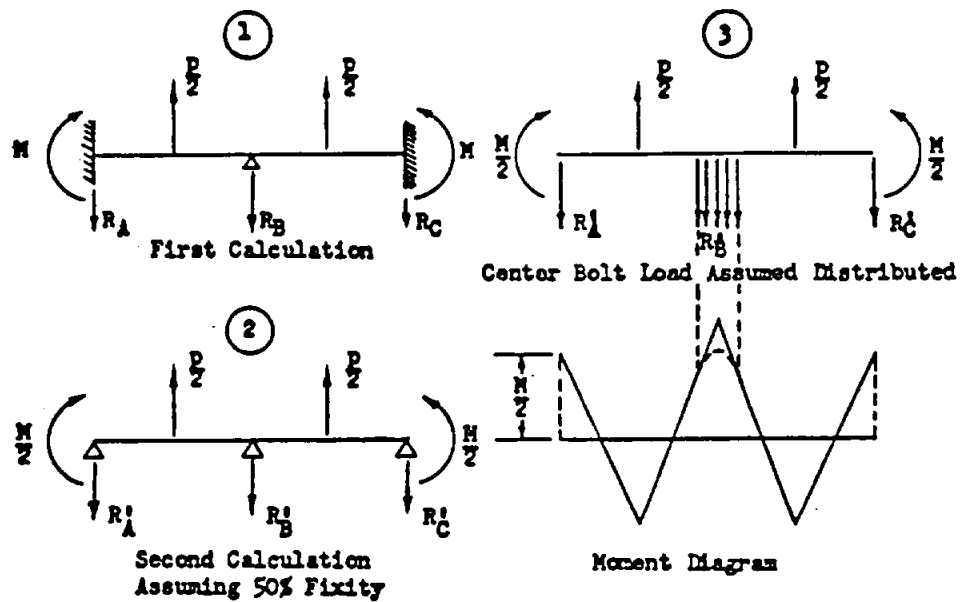 1
P/2
P/2
M
M
R_A
R_B
R_C
First Calculation
2
P/2
P/2
M/2
M/2
R'_A
R'_B
R'_C
Second Calculation
Assuming 50% Fixity
3
P/2
P/2
M/2
M/2
R'_A
R'_B
R'_C
Center Bolt Load Assumed Distributed
M/2
Moment Diagram